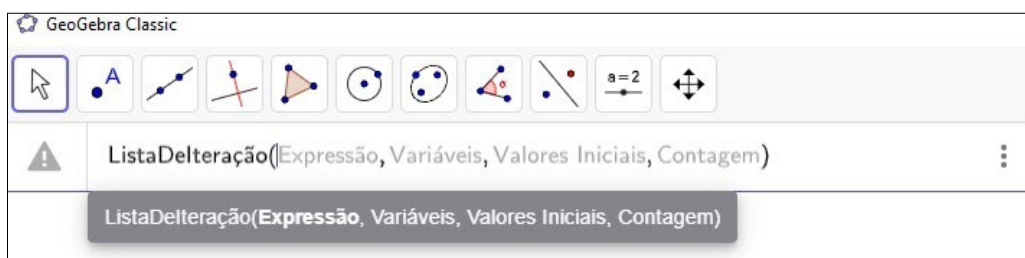 GeoGebra Classic
A α a=2
ListaDeIteração(Expressão, Variáveis, Valores Iniciais, Contagem)
ListaDeIteração(Expressão, Variáveis, Valores Iniciais, Contagem)